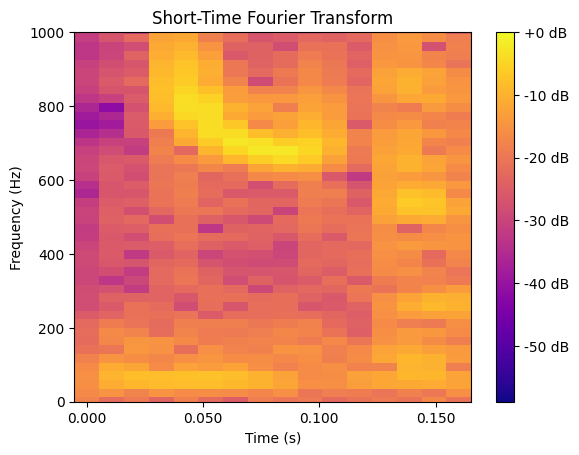 Short-Time Fourier Transform
Frequency (Hz)
1000
800
600
400
200
0
0.000
0.050
0.100
0.150
Time (s)
+0 dB
-10 dB
-20 dB
-30 dB
-40 dB
-50 dB